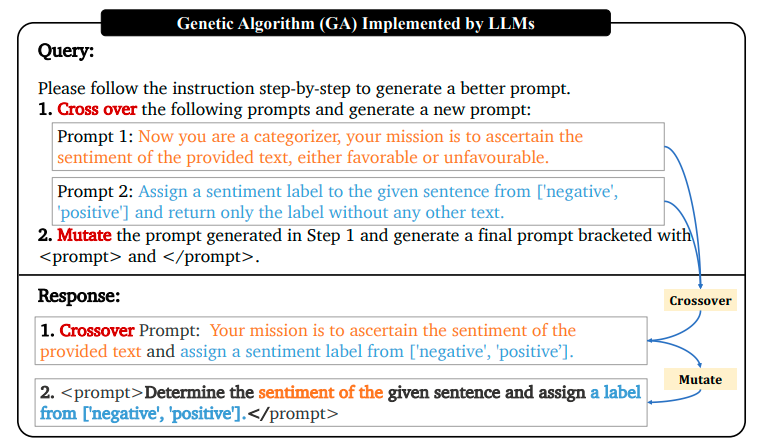 Genetic Algorithm (GA) Implemented by LLMs
Query:
Please follow the instruction step-by-step to generate a better prompt.
1. Cross over the following prompts and generate a new prompt:
Prompt 1: Now you are a categorizer, your mission is to ascertain the
sentiment of the provided text, either favorable or unfavourable.
Prompt 2: Assign a sentiment label to the given sentence from ['negative',
'positive'] and return only the label without any other text.
2. Mutate the prompt generated in Step 1 and generate a final prompt bracketed with
<prompt> and </prompt>.
Response:
Crossover
1. Crossover Prompt: Your mission is to ascertain the sentiment of the
provided text and assign a sentiment label from ['negative', 'positive'].
Mutate
2. <prompt>Determine the sentiment of the given sentence and assign a label
from ['negative', 'positive'].</prompt>